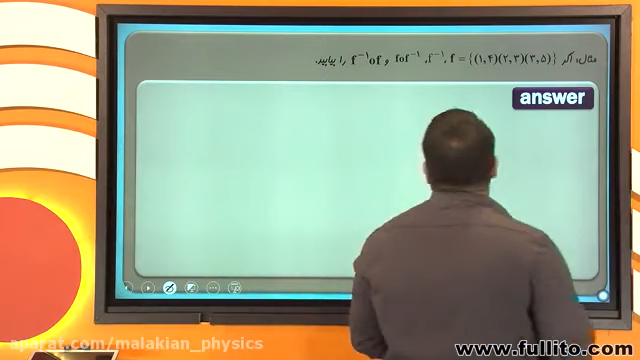 مثال: اگر f = {(۱,۴)(۲,۳)(۳,۵)} ،f⁻¹ ،fof⁻¹ و f⁻¹of را بیابید.
answer
aparat.com/malakian_physics
www.fullito.com